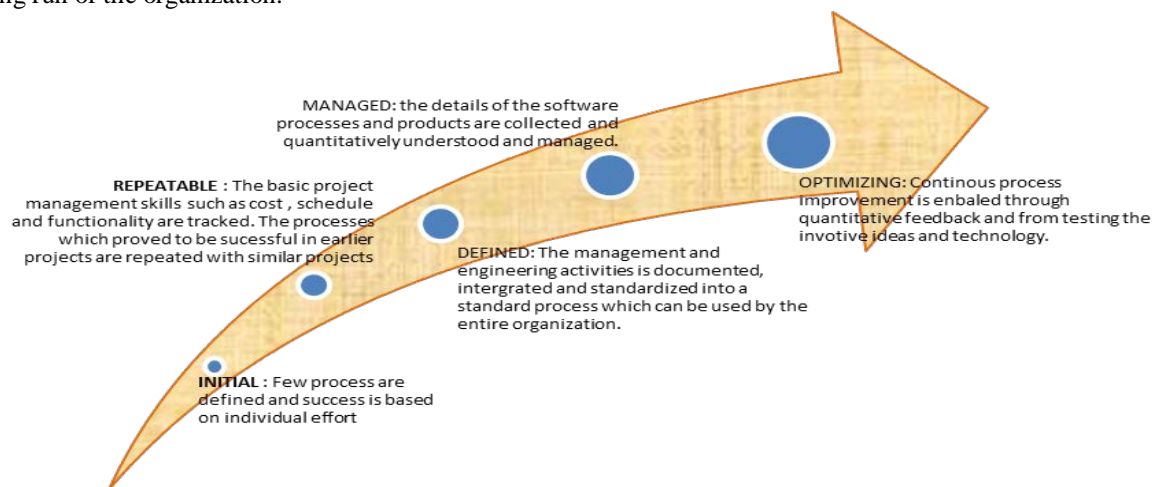 ng run of the organization.
MANAGED: the details of the software
processes and products are collected and
quantitatively understood and managed.
REPEATABLE : The basic project
management skills such as cost , schedule
and functionality are tracked. The processes
which proved to be sucessful in earlier
projects are repeated with similar projects
OPTIMIZING: Continous process
improvement is enbaled through
quantitative feedback and from testing the
invotive ideas and technology.
DEFINED: The management and
engineering activities is documented,
intergrated and standardized into a
standard process which can be used by the
entire organization.
INITIAL : Few process are
defined and success is based
on individual effort